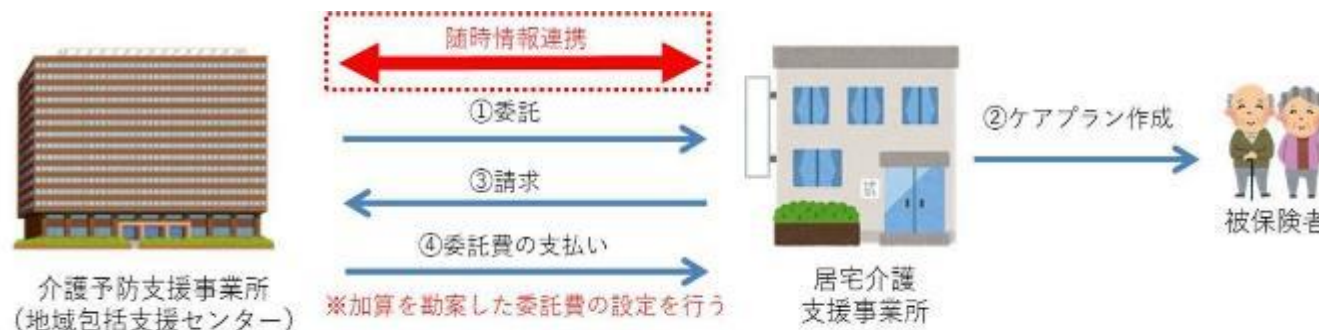 随時情報連携
①委託
③請求
④委託費の支払い
※加算を勘案した委託費の設定を行う
介護予防支援事業所
(地域包括支援センター)
居宅介護
支援事業所
②ケアプラン作成
被保険者